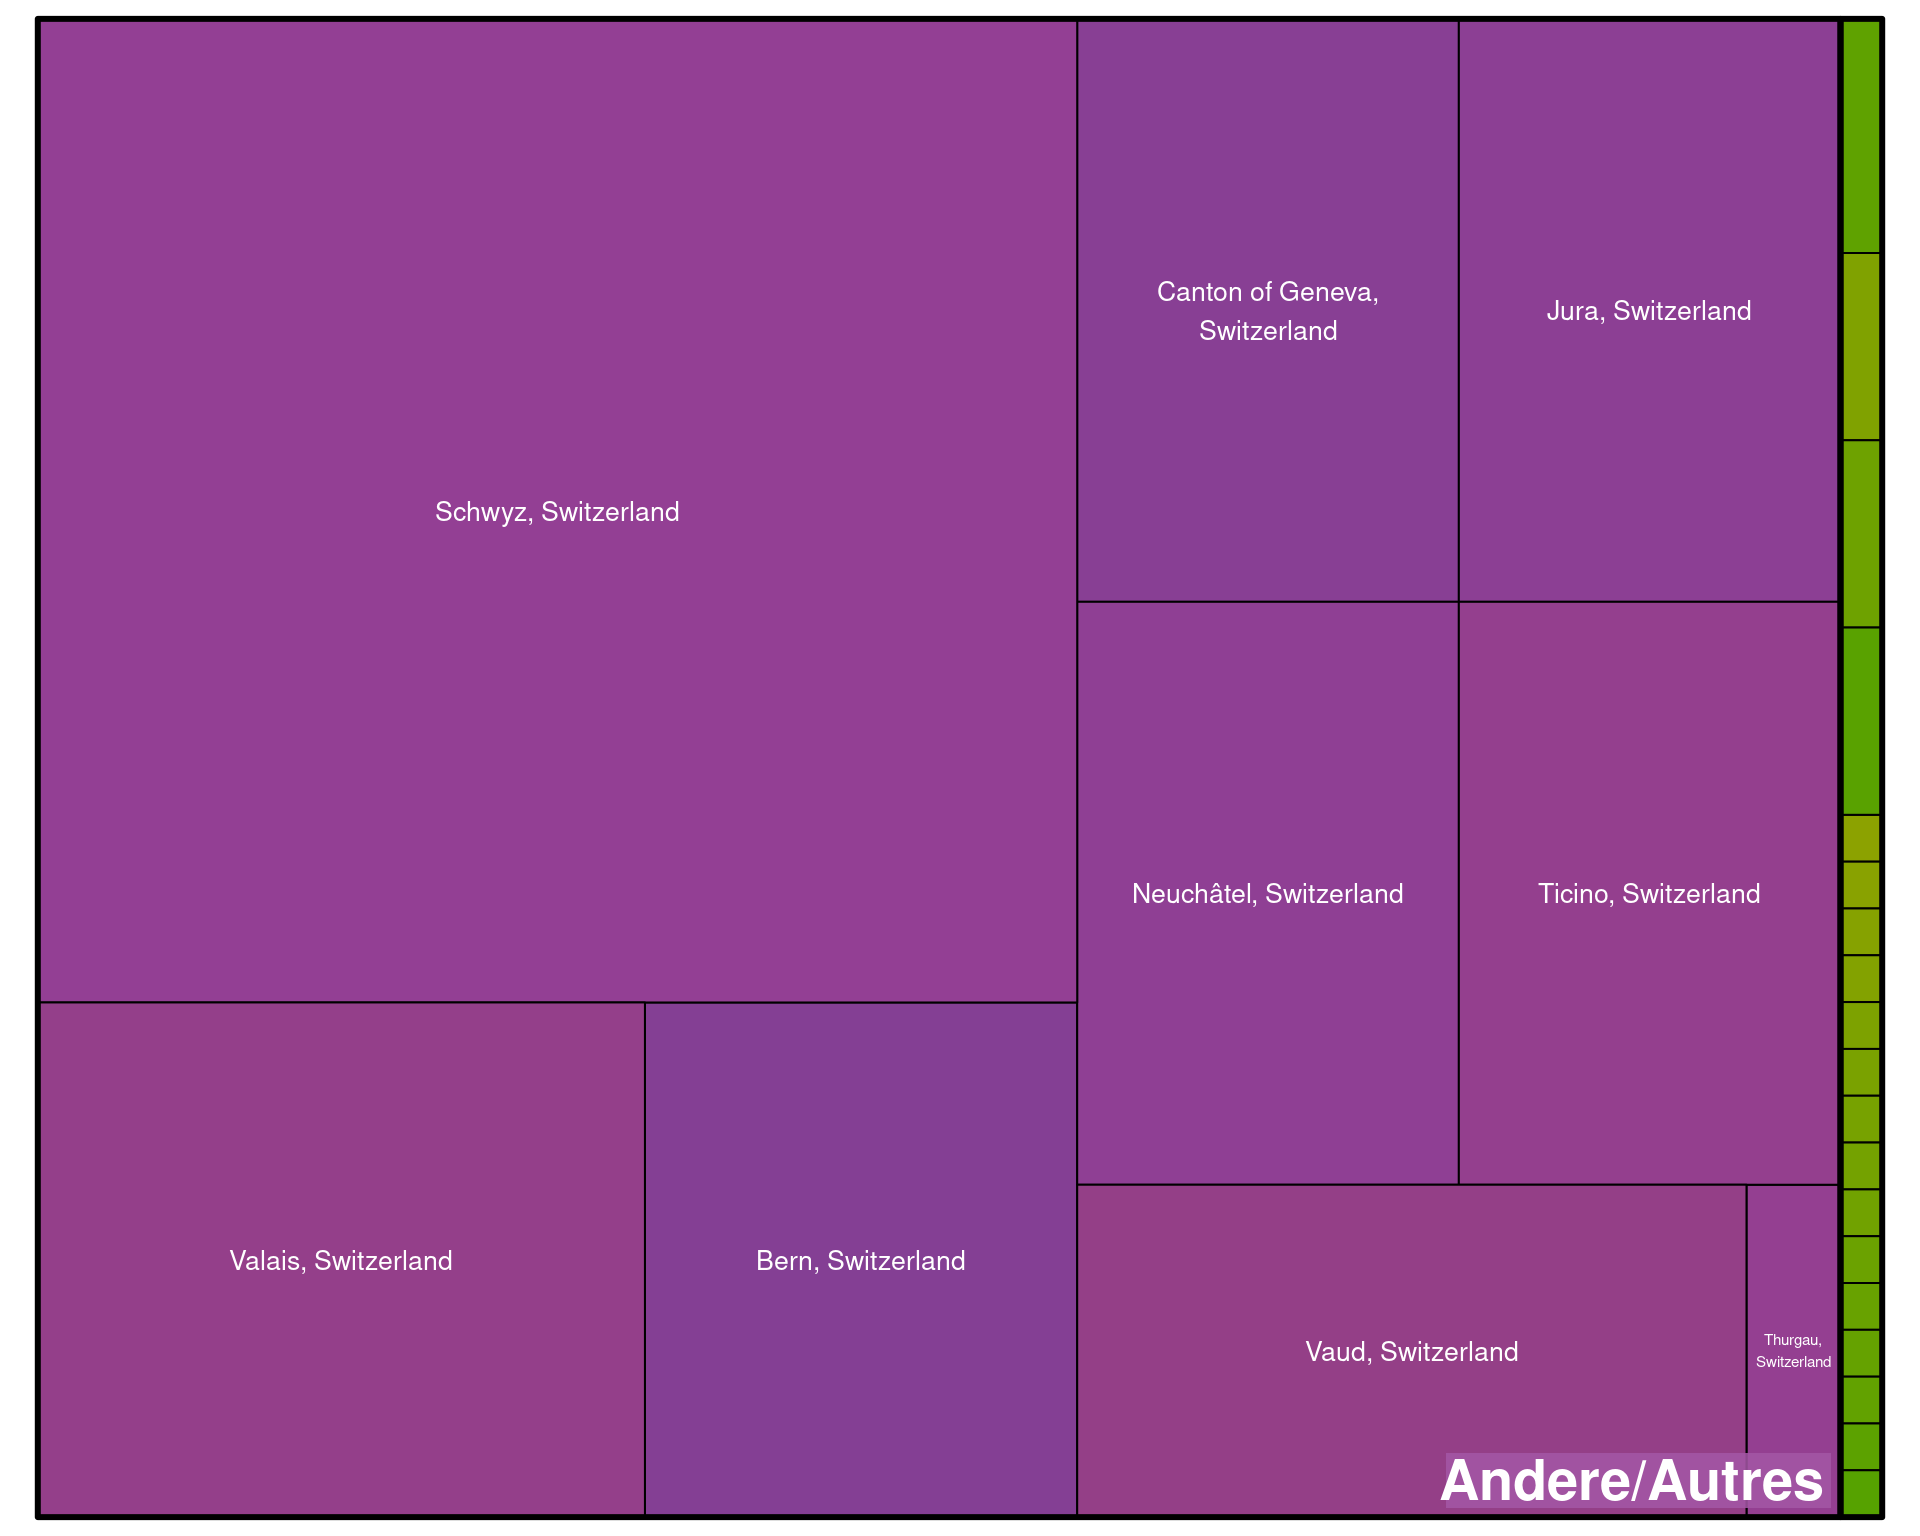 Canton of Geneva,
Switzerland
Jura, Switzerland
Schwyz, Switzerland
Neuchâtel, Switzerland
Ticino, Switzerland
Valais, Switzerland
Bern, Switzerland
Vaud, Switzerland
Thurgau,
Switzerland
Andere/Autres